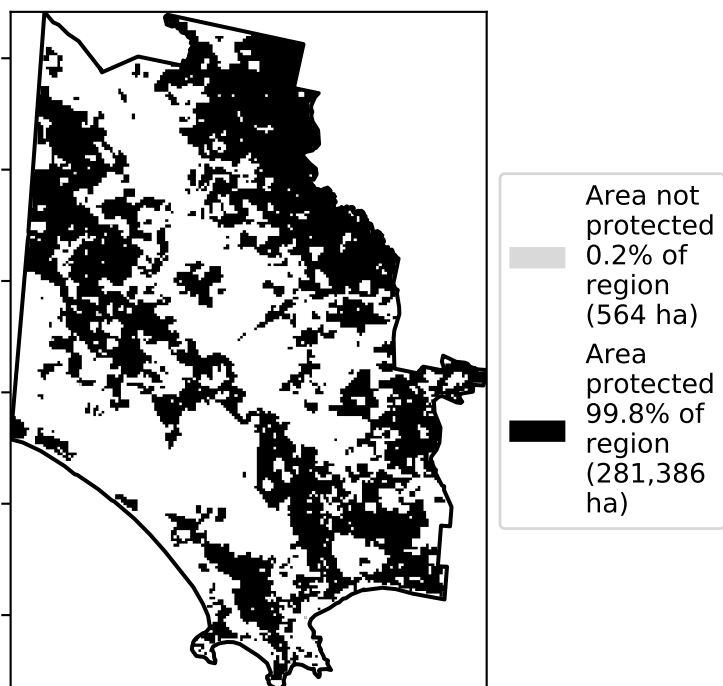 Area not
protected
0.2% of
region
(564 ha)
Area
protected
99.8% of
region
(281,386
ha)